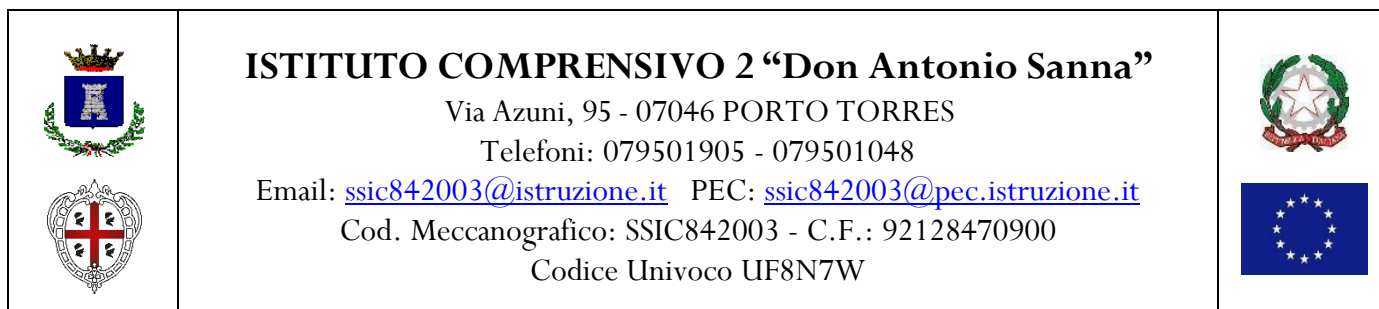 ISTITUTO COMPRENSIVO 2 “Don Antonio Sanna”
Via Azuni, 95 - 07046 PORTO TORRES
Telefoni: 079501905 - 079501048
Email: ssic842003@istruzione.it PEC: ssic842003@pec.istruzione.it
Cod. Meccanografico: SSIC842003 - C.F.: 92128470900
Codice Univoco UF8N7W